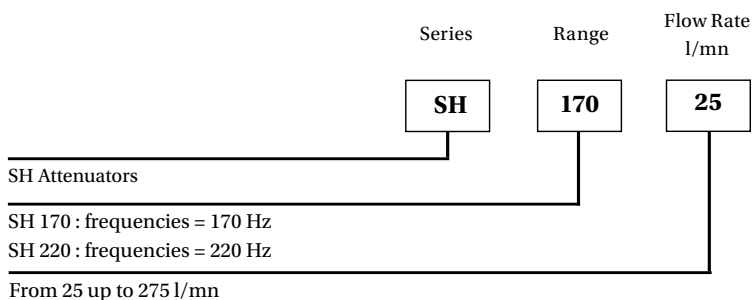 Series
Range
Flow Rate
l/mn
SH
170
25
SH Attenuators
SH 170 : frequencies = 170 Hz
SH 220 : frequencies = 220 Hz
From 25 up to 275 l/mn